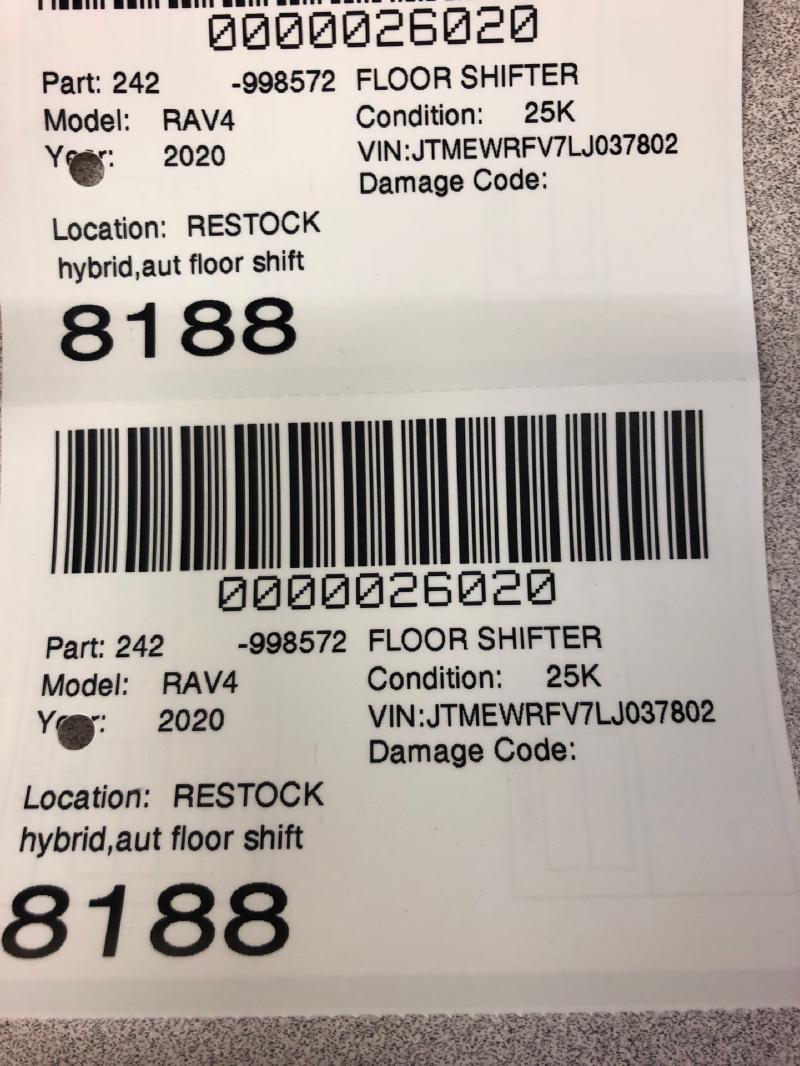 0000026020
Part: 242 -998572 FLOOR SHIFTER
Model: RAV4 Condition: 25K
2020 VIN:JTMEWRFV7LJ037802
Damage Code:
Location: RESTOCK
hybrid,aut floor shift
8188
0000026020
Part: 242 -998572 FLOOR SHIFTER
Model: RAV4 Condition: 25K
2020 VIN:JTMEWRFV7LJ037802
Damage Code:
Location: RESTOCK
hybrid,aut floor shift
8188